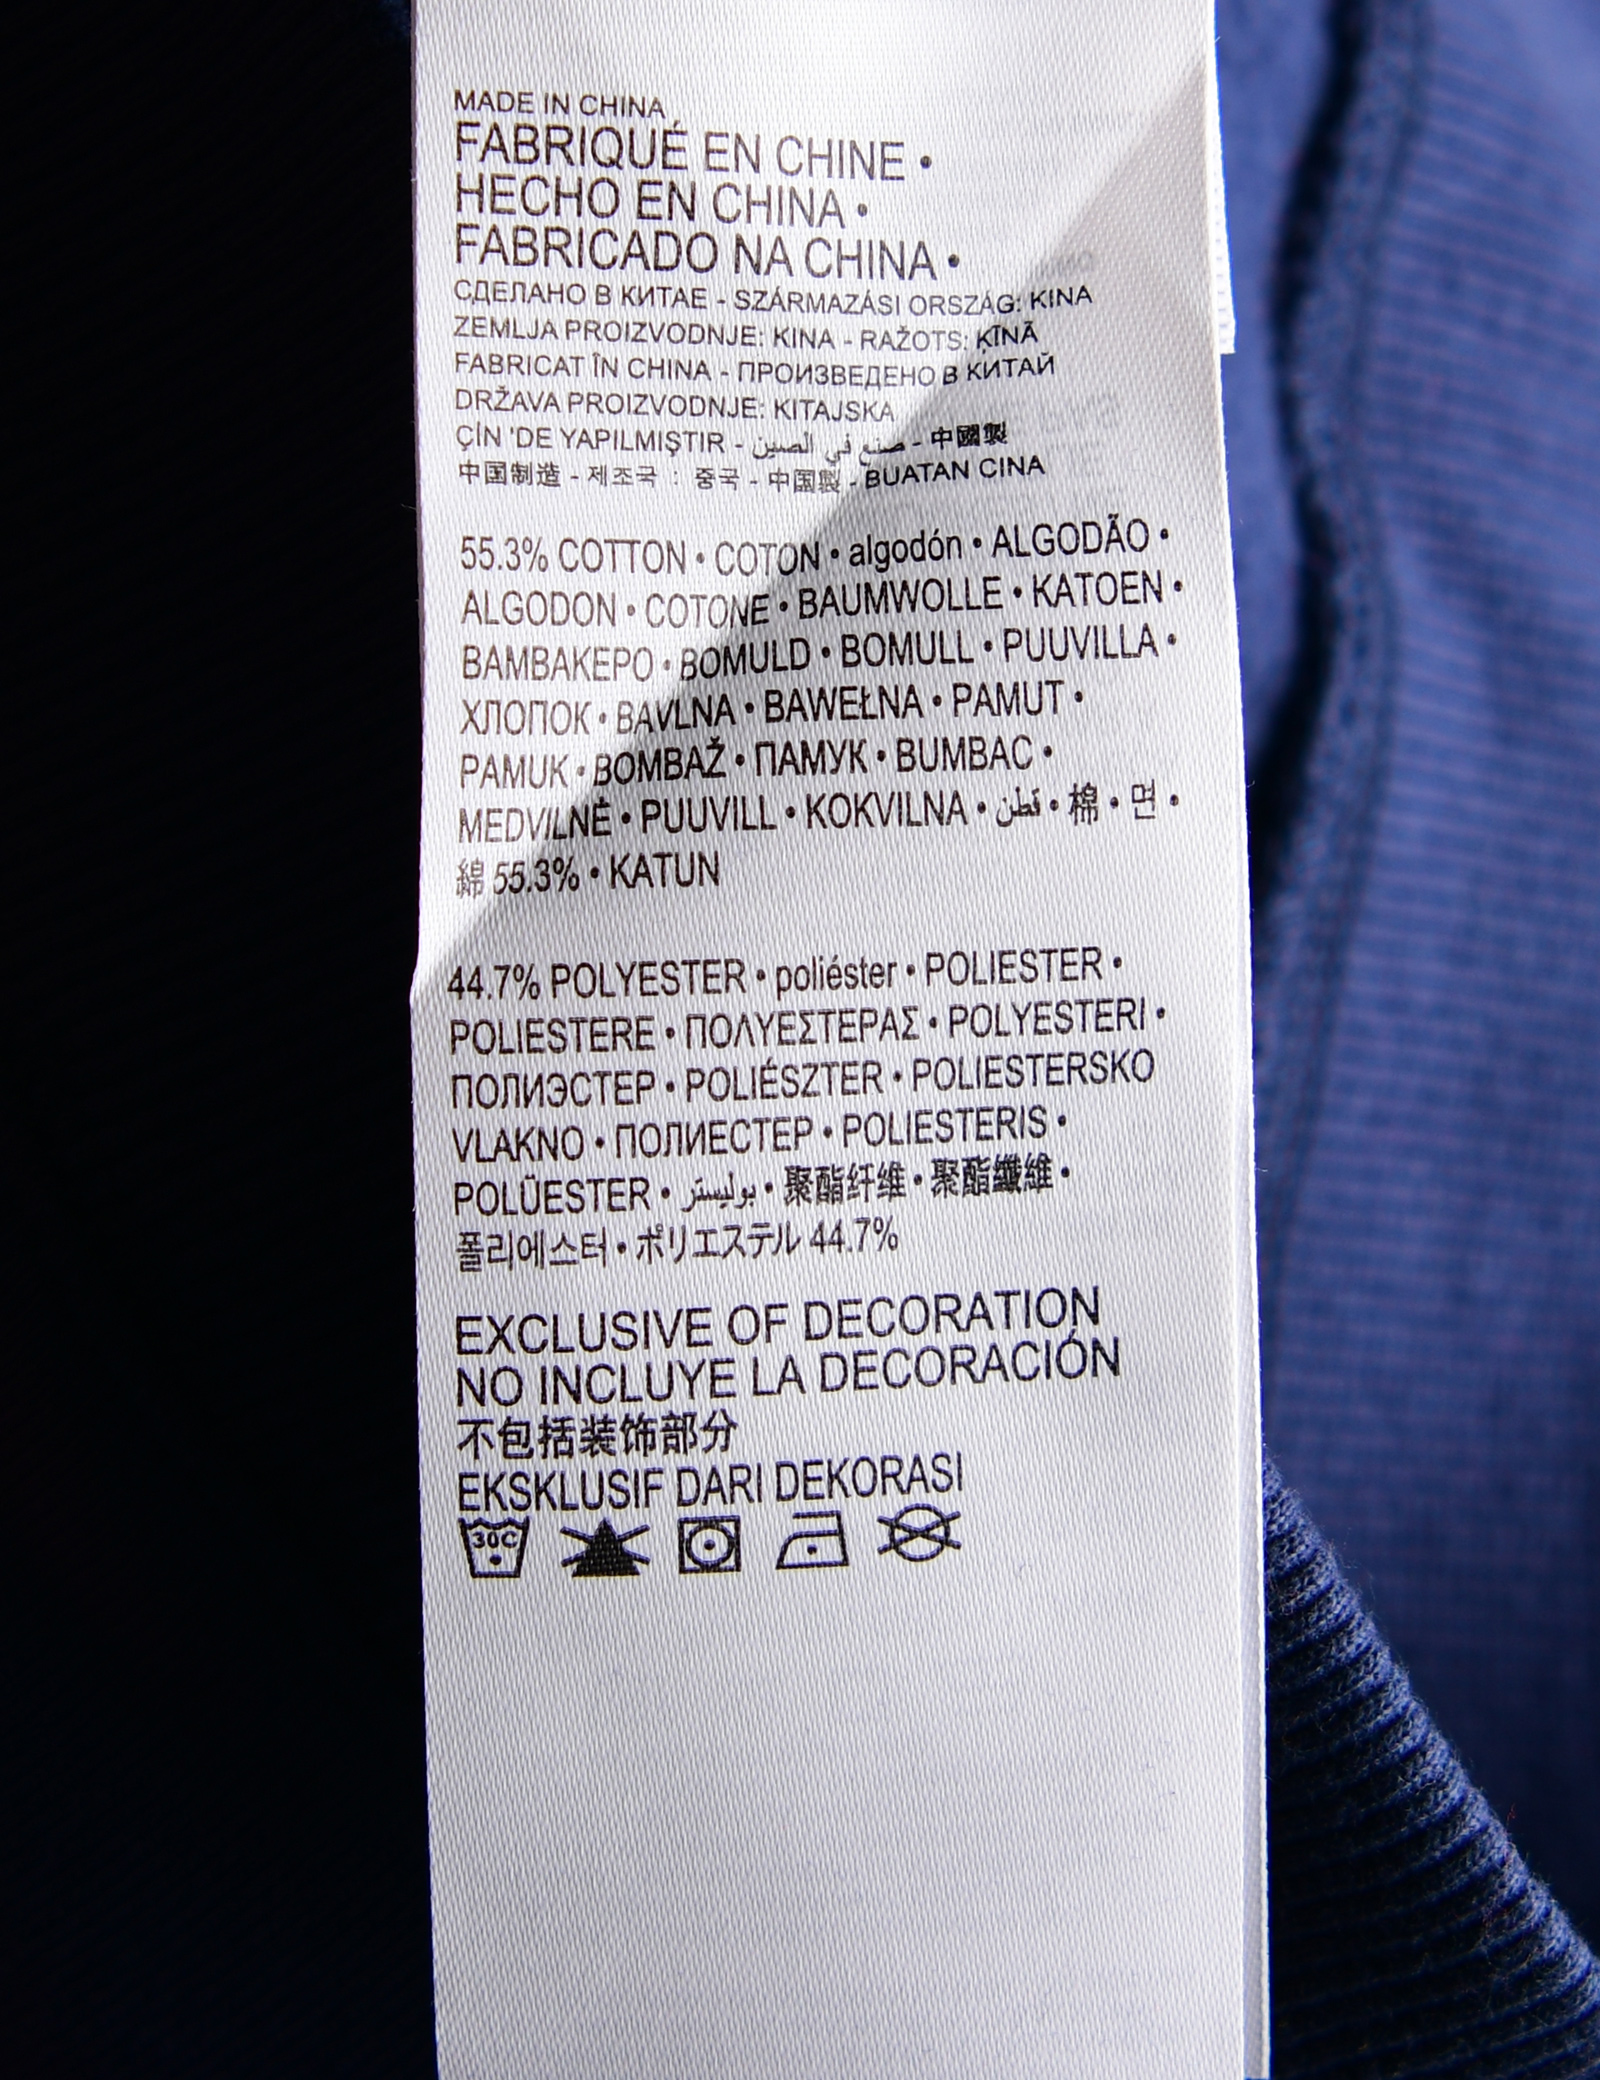 MADE IN CHINA
FABRIQUÉ EN CHINE •
HECHO EN CHINA •
FABRICADO NA CHINA •
СДЕЛАНО В КИТАЕ - SZÁRMAZÁSI ORSZÁG: KINA
ZEMLJA PROIZVODNJE: KINA - RAŽOTS: ĶĪNĀ
FABRICAT ÎN CHINA - ПРОИЗВЕДЕНО В КИТАЙ
DRŽAVA PROIZVODNJE: KITAJSKA
ÇİN 'DE YAPILMIŞTIR - صنع في الصين - 中國製
中国制造 - 제조국 : 중국 - 中国製 - BUATAN CINA
55.3% COTTON • COTON • algodón • ALGODÃO •
ALGODON • COTONE • BAUMWOLLE • KATOEN •
ΒΑΜΒΑΚΕΡΟ • BOMULD • BOMULL • PUUVILLA •
ХЛОПОК • BAVLNA • BAWEŁNA • PAMUT •
PAMUK • BOMBAŽ • ПАМУК • BUMBAC •
MEDVILNĖ • PUUVILL • KOKVILNA • قطن • 棉 • 면 •
綿 55.3% • KATUN
44.7% POLYESTER • poliéster • POLIESTER •
POLIESTERE • ΠΟΛΥΕΣΤΕΡΑΣ • POLYESTERI •
ПОЛИЭСТЕР • POLIÉSZTER • POLIESTERSKO
VLAKNO • ПОЛИЕСТЕР • POLIESTERIS •
POLÜESTER • بوليستر • 聚酯纤维 • 聚酯纖維 •
폴리에스터 • ポリエステル 44.7%
EXCLUSIVE OF DECORATION
NO INCLUYE LA DECORACIÓN
不包括装饰部分
EKSKLUSIF DARI DEKORASI
30C